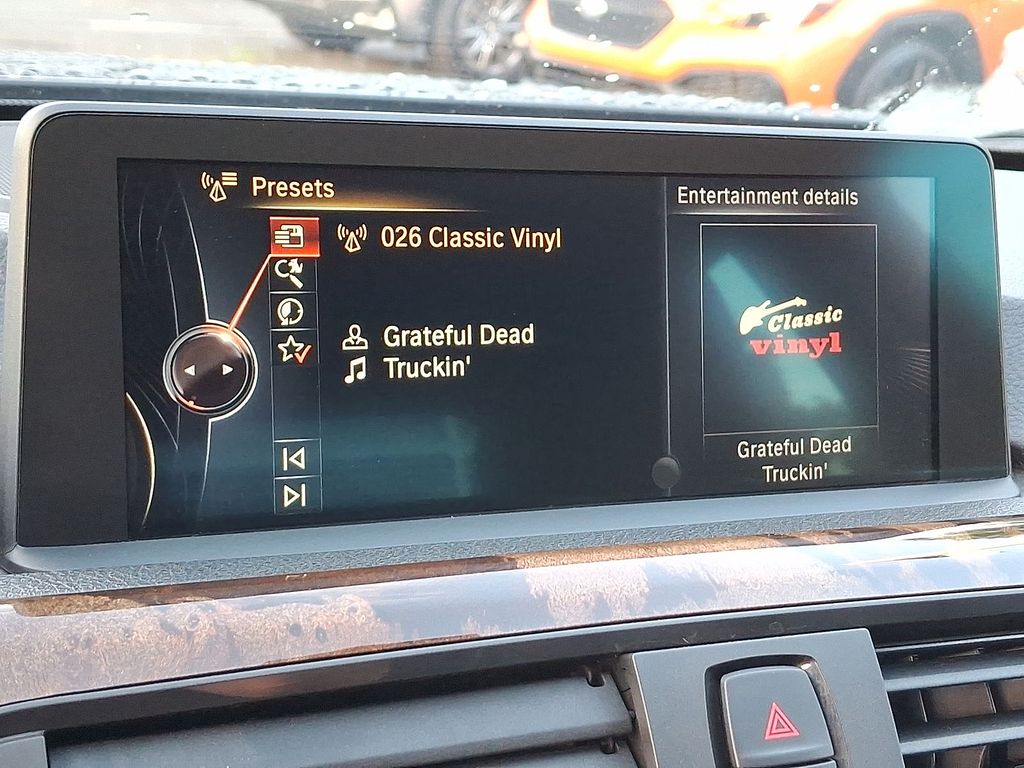 Presets
026 Classic Vinyl
Grateful Dead
Truckin'
Entertainment details
Classic
vinyl
Grateful Dead
Truckin'